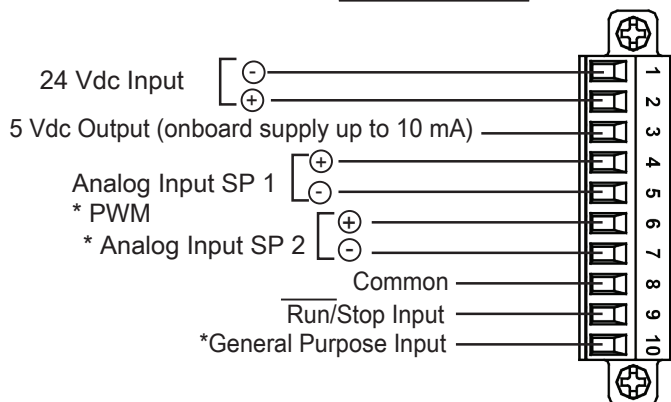 24 Vdc Input
-
+
5 Vdc Output (onboard supply up to 10 mA)
Analog Input SP 1
+
-
* PWM
* Analog Input SP 2
+
-
Common
Run/Stop Input
*General Purpose Input
1
2
3
4
5
6
7
8
9
10